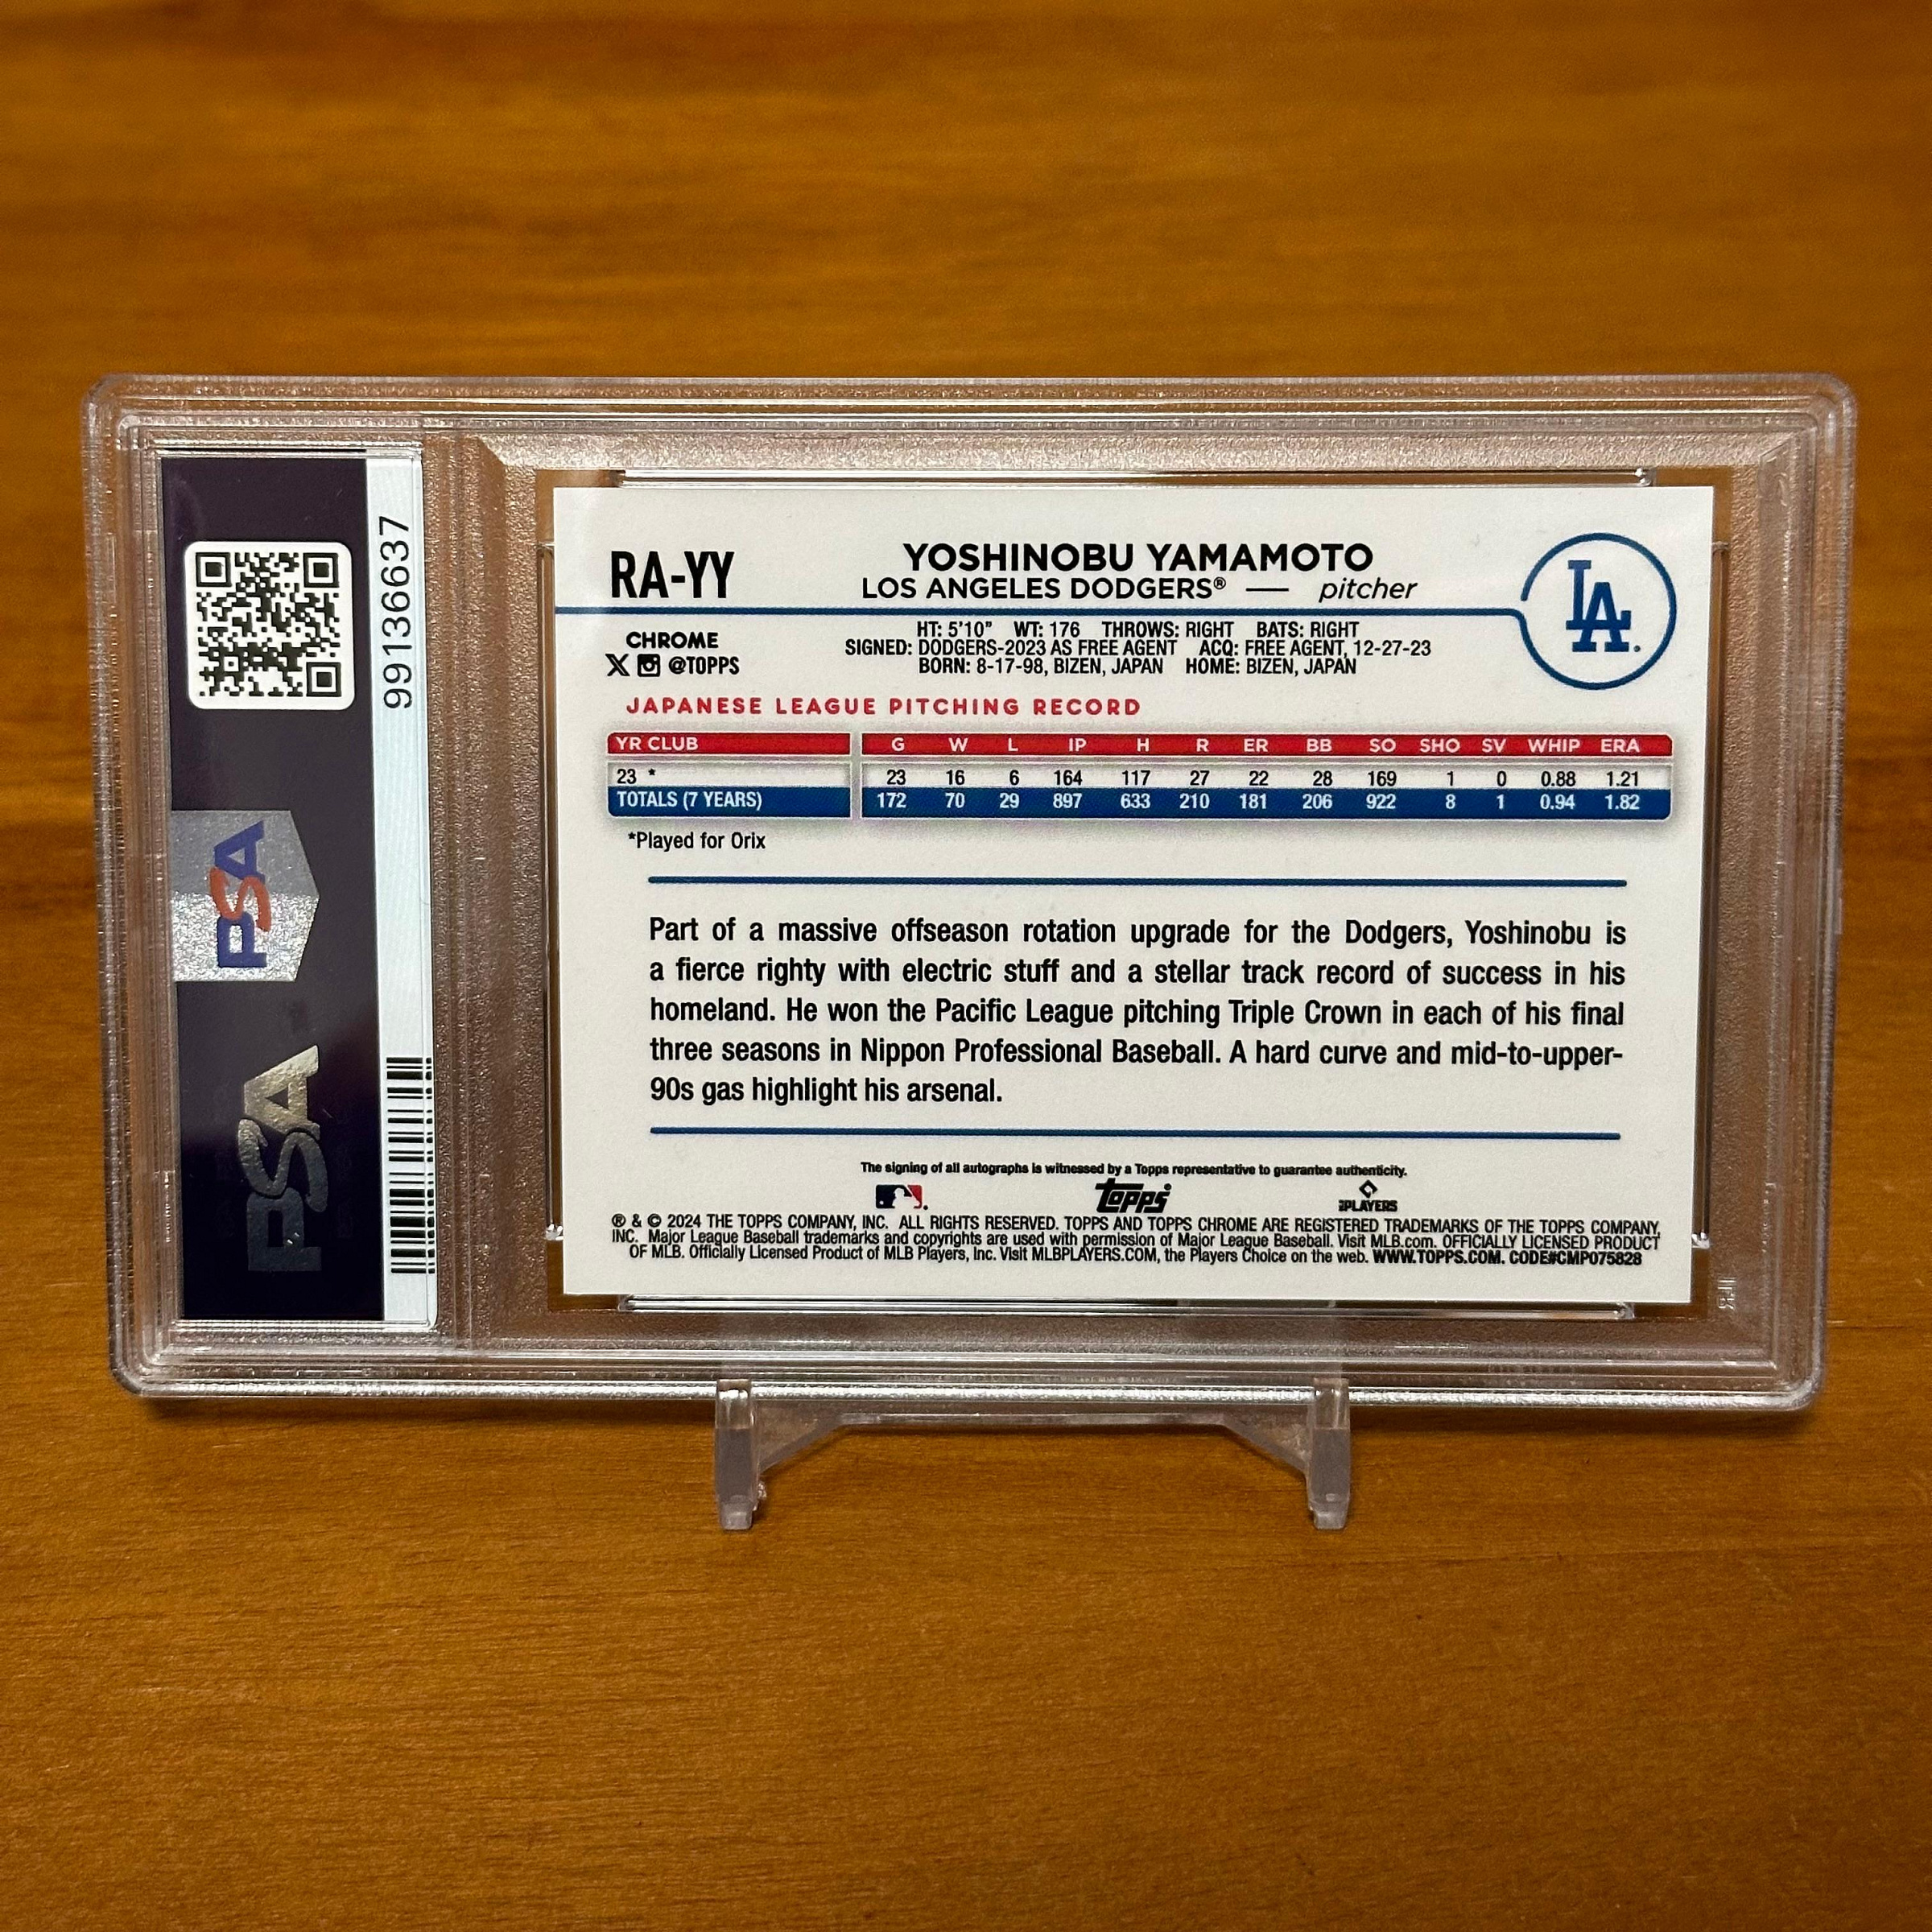 99136637
PSA
PSA
RA-YY
YOSHINOBU YAMAMOTO
LOS ANGELES DODGERS® — pitcher
LA
CHROME
X @TOPPS
HT: 5'10" WT: 176 THROWS: RIGHT BATS: RIGHT
SIGNED: DODGERS-2023 AS FREE AGENT ACQ: FREE AGENT, 12-27-23
BORN: 8-17-98, BIZEN, JAPAN HOME: BIZEN, JAPAN
JAPANESE LEAGUE PITCHING RECORD
YR CLUB G W L IP H R ER BB SO SHO SV WHIP ERA
23 * 23 16 6 164 117 27 22 28 169 1 0 0.88 1.21
TOTALS (7 YEARS) 172 70 29 897 633 210 181 206 922 8 1 0.94 1.82
*Played for Orix
Part of a massive offseason rotation upgrade for the Dodgers, Yoshinobu is
a fierce righty with electric stuff and a stellar track record of success in his
homeland. He won the Pacific League pitching Triple Crown in each of his final
three seasons in Nippon Professional Baseball. A hard curve and mid-to-upper-
90s gas highlight his arsenal.
The signing of all autographs is witnessed by a Topps representative to guarantee authenticity.
Topps
PLAYERS
® & © 2024 THE TOPPS COMPANY, INC. ALL RIGHTS RESERVED. TOPPS AND TOPPS CHROME ARE REGISTERED TRADEMARKS OF THE TOPPS COMPANY,
INC. Major League Baseball trademarks and copyrights are used with permission of Major League Baseball. Visit MLB.com. OFFICIALLY LICENSED PRODUCT
OF MLB. Officially Licensed Product of MLB Players, Inc. Visit MLBPLAYERS.COM, the Players Choice on the web. WWW.TOPPS.COM. CODE#CMP075828